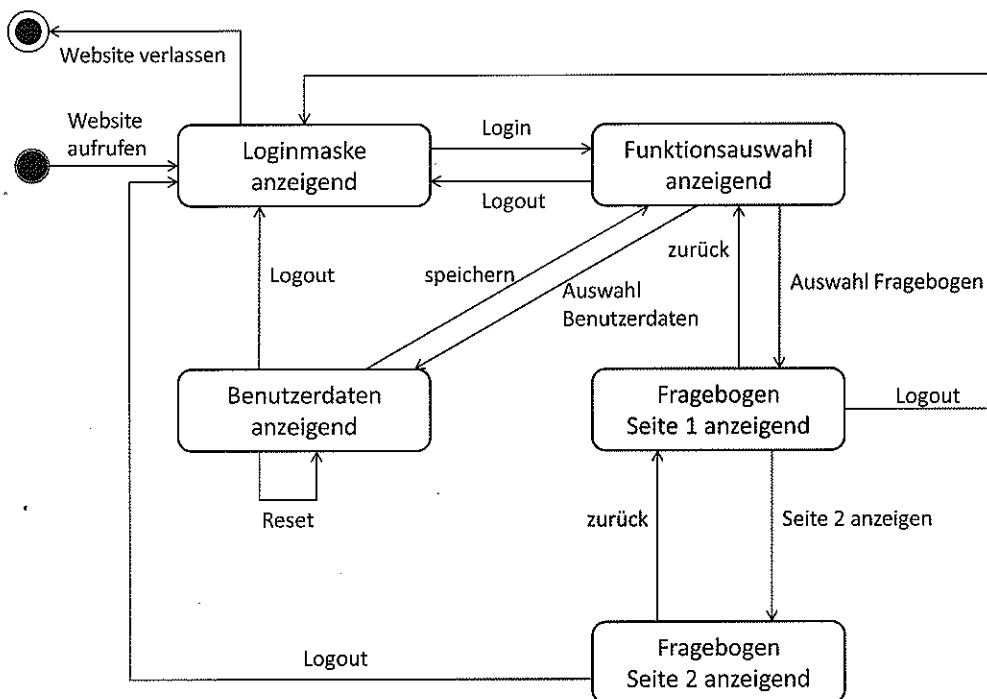 Website verlassen
Website
aufrufen
Loginmaske
anzeigend
Login
Logout
Funktionsauswahl
anzeigend
Logout
speichern
Auswahl
Benutzerdaten
zurück
Auswahl Fragebogen
Benutzerdaten
anzeigend
Fragebogen
Seite 1 anzeigend
Logout
Reset
zurück
Seite 2 anzeigen
Logout
Fragebogen
Seite 2 anzeigend